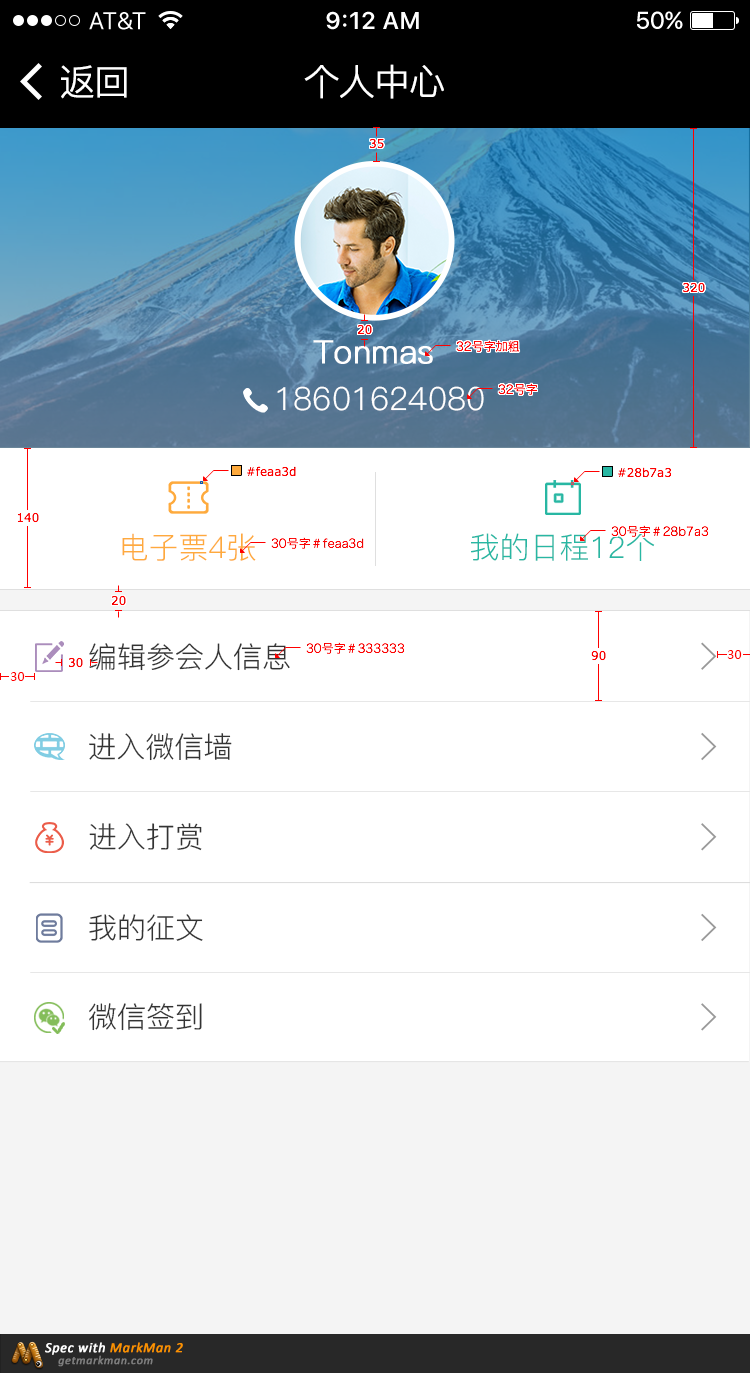 AT&T 9:12 AM 50%
返回 个人中心
35
320
20
Tonmas 32号字加粗
18601624080 32号字
#feaa3d #28b7a3
140
电子票4张 30号字#feaa3d 我的日程12个 30号字#28b7a3
20
30 30 编辑参会人信息 30号字#333333 90 30
进入微信墙
进入打赏
¥
我的征文
微信签到
Spec with MarkMan 2
getmarkman.com